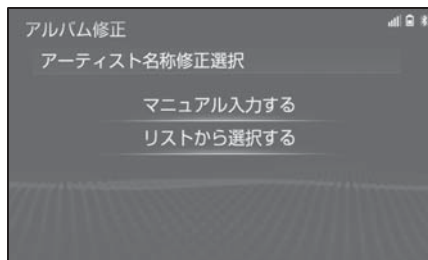 アルバム修正
アーティスト名称修正選択
マニュアル入力する
リストから選択する